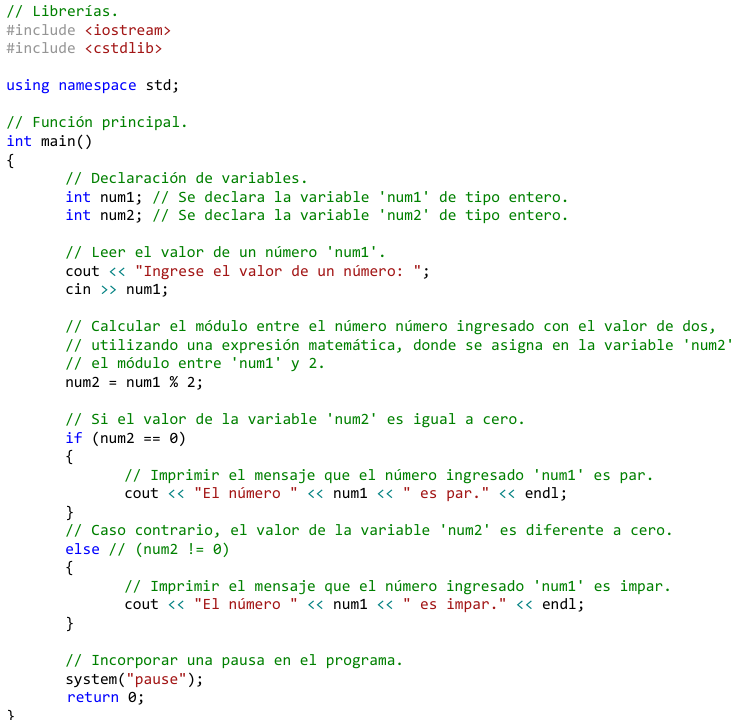 // Librerías.
#include <iostream>
#include <cstdlib>
using namespace std;
// Función principal.
int main()
{
// Declaración de variables.
int num1; // Se declara la variable 'num1' de tipo entero.
int num2; // Se declara la variable 'num2' de tipo entero.
// Leer el valor de un número 'num1'.
cout << "Ingrese el valor de un número: ";
cin >> num1;
// Calcular el módulo entre el número número ingresado con el valor de dos,
// utilizando una expresión matemática, donde se asigna en la variable 'num2'
// el módulo entre 'num1' y 2.
num2 = num1 % 2;
// Si el valor de la variable 'num2' es igual a cero.
if (num2 == 0)
{
// Imprimir el mensaje que el número ingresado 'num1' es par.
cout << "El número " << num1 << " es par." << endl;
}
// Caso contrario, el valor de la variable 'num2' es diferente a cero.
else // (num2 != 0)
{
// Imprimir el mensaje que el número ingresado 'num1' es impar.
cout << "El número " << num1 << " es impar." << endl;
}
// Incorporar una pausa en el programa.
system("pause");
return 0;
}